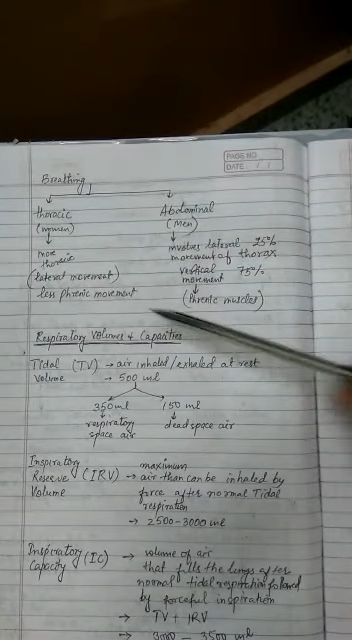 PAGE NO.
DATE / /
Breathing
Thoracic
(women)
more thoracic
(lateral movement)
less phrenic movement
Abdominal
(Men)
involves lateral 25%
movement of thorax
vertical 75%
movement
(Phrenic muscles)
Respiratory Volumes & Capacities
Tidal (TV) → air inhaled/exhaled at rest
Volume → 500 ml
350 ml 150 ml
respiratory space air
dead space air
Inspiratory maximum
Reserve (IRV) → air than can be inhaled by
Volume force after normal Tidal
respiration
→ 2500-3000 ml
Inspiratory (IC) → volume of air
Capacity that fills the lungs after
normal tidal respiration followed
by forceful inspiration
→ TV + IRV
→ 3000 - 3500 ml